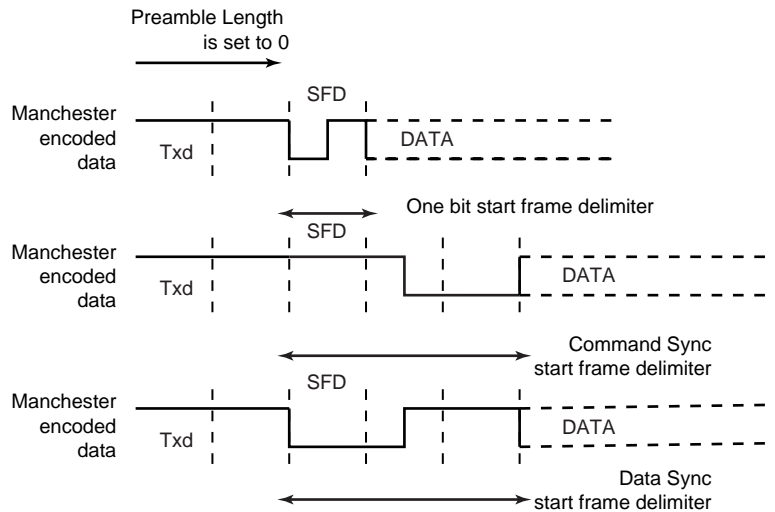 Preamble Length
is set to 0
SFD
Manchester
encoded
data
Txd
DATA
One bit start frame delimiter
SFD
Manchester
encoded
data
Txd
DATA
Command Sync
start frame delimiter
SFD
Manchester
encoded
data
Txd
DATA
Data Sync
start frame delimiter